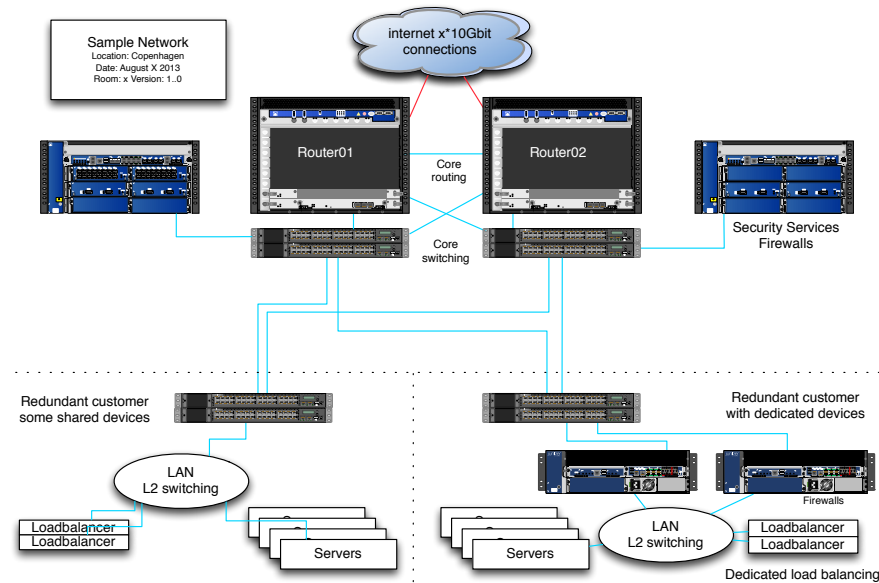 internet x*10Gbit
connections
Sample Network
Location: Copenhagen
Date: August X 2013
Room: x Version: 1..0
Router01
Core
routing
Router02
Core
switching
Security Services
Firewalls
Redundant customer
some shared devices
Redundant customer
with dedicated devices
LAN
L2 switching
Firewalls
Loadbalancer
Loadbalancer
Servers
Servers
LAN
L2 switching
Loadbalancer
Loadbalancer
Dedicated load balancing